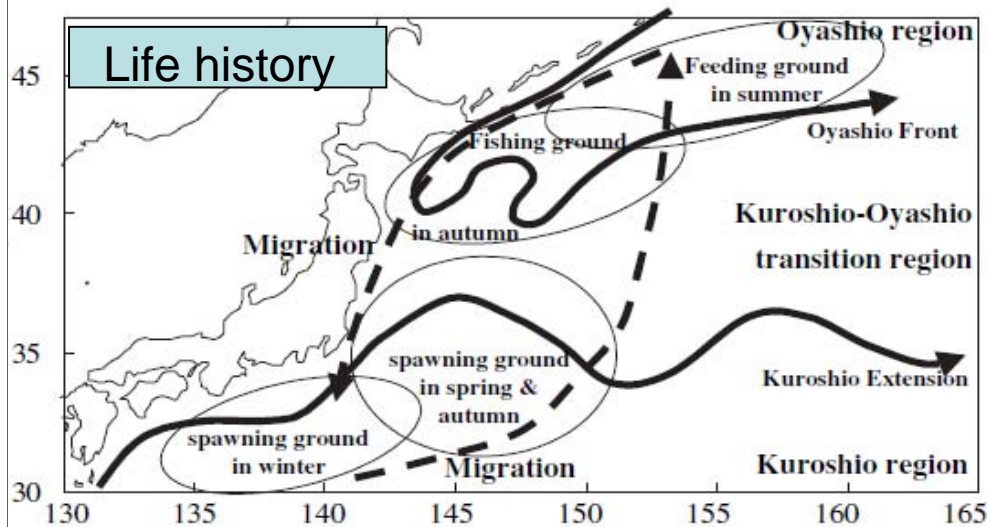 Life history
Oyashio region
Feeding ground
in summer
Oyashio Front
Fishing ground
in autumn
Kuroshio-Oyashio
transition region
Migration
spawning ground
in spring &
autumn
Kuroshio Extension
spawning ground
in winter
Migration
Kuroshio region
45
40
35
30
130 135 140 145 150 155 160 165